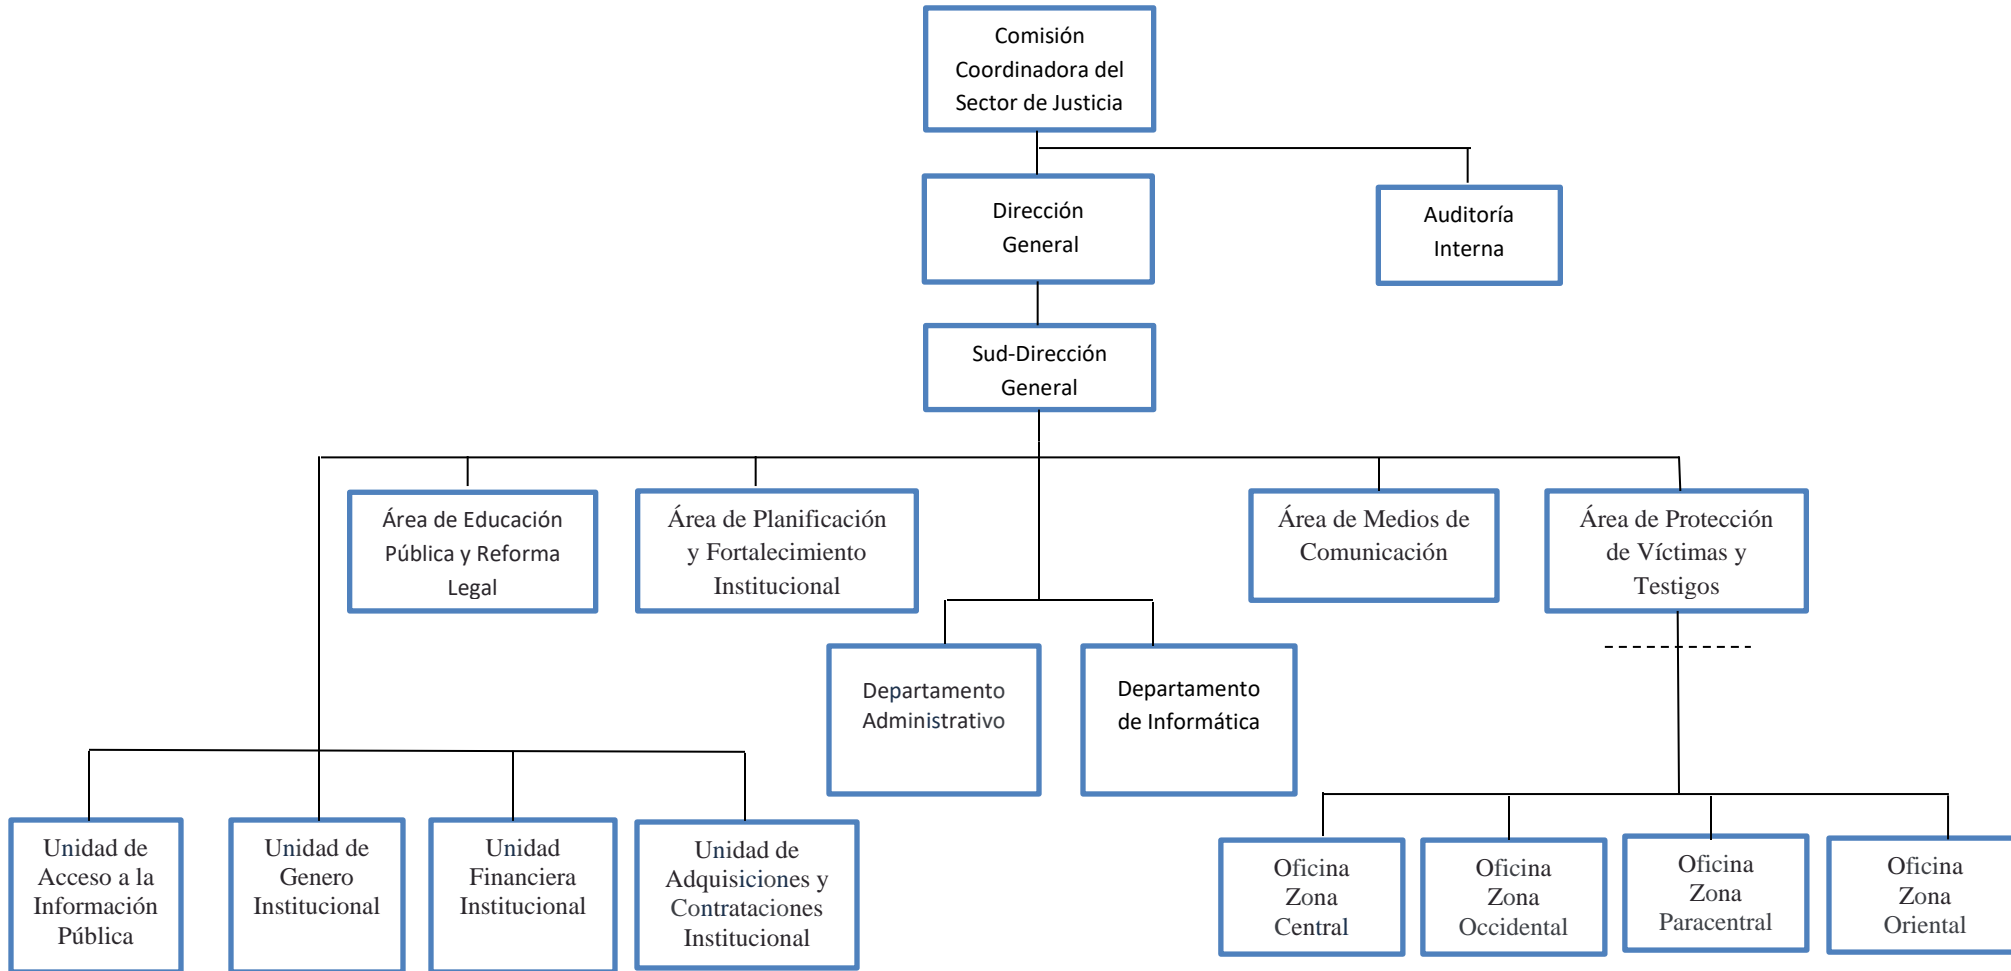 Comisión
Coordinadora del
Sector de Justicia
Dirección
General
Auditoría
Interna
Sud-Dirección
General
Área de Educación
Pública y Reforma
Legal
Área de Planificación
y Fortalecimiento
Institucional
Área de Medios de
Comunicación
Área de Protección
de Víctimas y
Testigos
Departamento
Administrativo
Departamento
de Informática
Unidad de
Acceso a la
Información
Pública
Unidad de
Genero
Institucional
Unidad
Financiera
Institucional
Unidad de
Adquisiciones y
Contrataciones
Institucional
Oficina
Zona
Central
Oficina
Zona
Occidental
Oficina
Zona
Paracentral
Oficina
Zona
Oriental